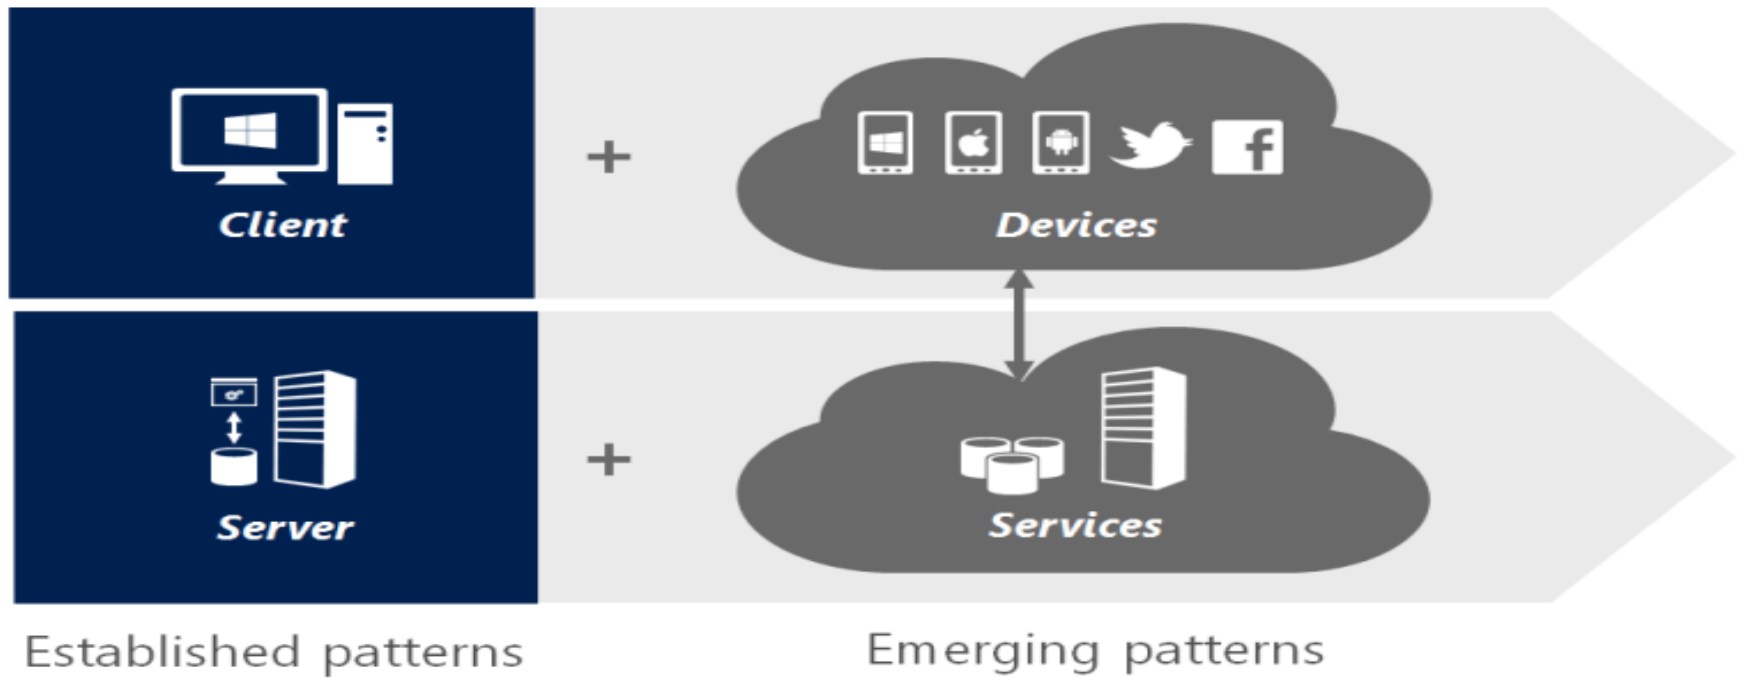 Client
+
Devices
Server
+
Services
Established patterns
Emerging patterns